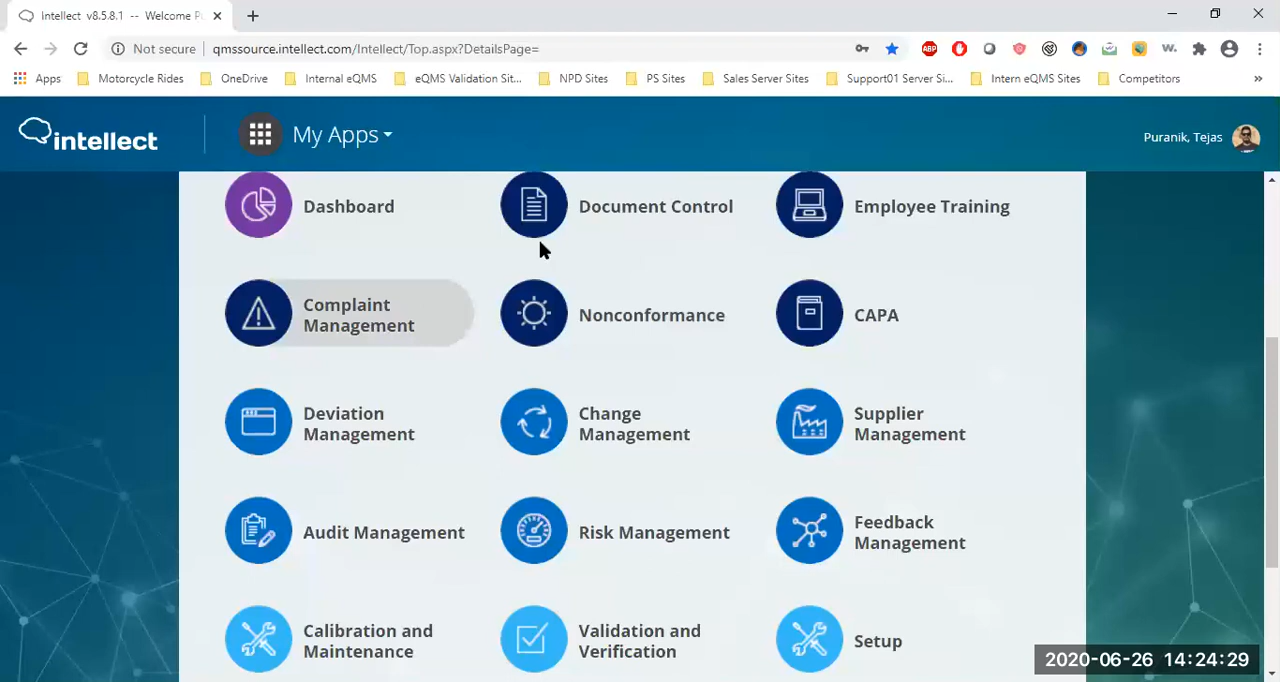 Intellect v8.5.8.1 -- Welcome P
Not secure qmssource.intellect.com/Intellect/Top.aspx?DetailsPage=
ABP
W.
Apps Motorcycle Rides OneDrive Internal eQMS eQMS Validation Sit... NPD Sites PS Sites Sales Server Sites Support01 Server Si... Intern eQMS Sites Competitors »
intellect My Apps Puranik, Tejas
Dashboard
Document Control
Employee Training
Complaint
Management
Nonconformance
CAPA
Deviation
Management
Change
Management
Supplier
Management
Audit Management
Risk Management
Feedback
Management
Calibration and
Maintenance
Validation and
Verification
Setup
2020-06-26 14:24:29